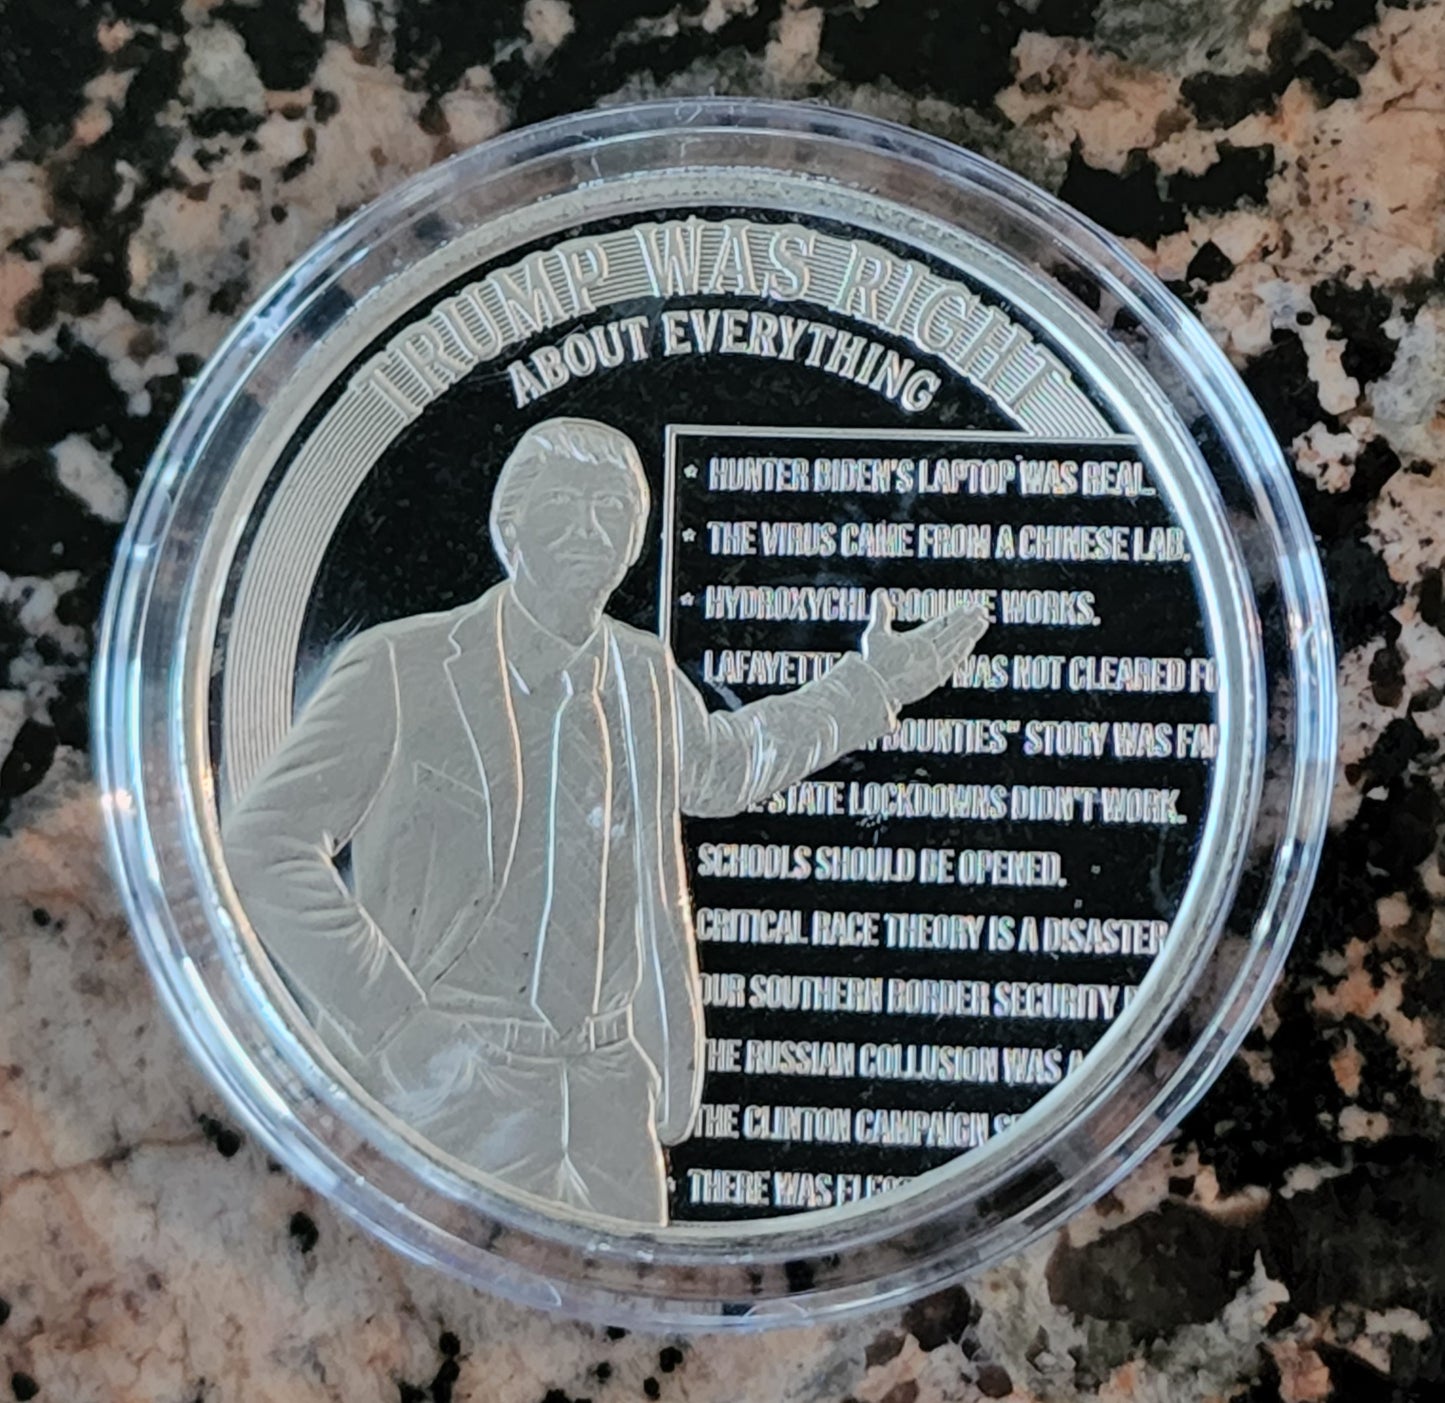 TRUMP WAS RIGHT
ABOUT EVERYTHING
* HUNTER BIDEN'S LAPTOP WAS REAL.
* THE VIRUS CAME FROM A CHINESE LAB.
* HYDROXYCHLOROQUINE WORKS.
LAFAYETTE WAS NOT CLEARED
BOUNTIES" STORY WAS
STATE LOCKDOWNS DIDN'T WORK.
SCHOOLS SHOULD BE OPENED.
CRITICAL RACE THEORY IS A DISASTER
OUR SOUTHERN BORDER SECURITY
THE RUSSIAN COLLUSION WAS A
THE CLINTON CAMPAIGN
THERE WAS